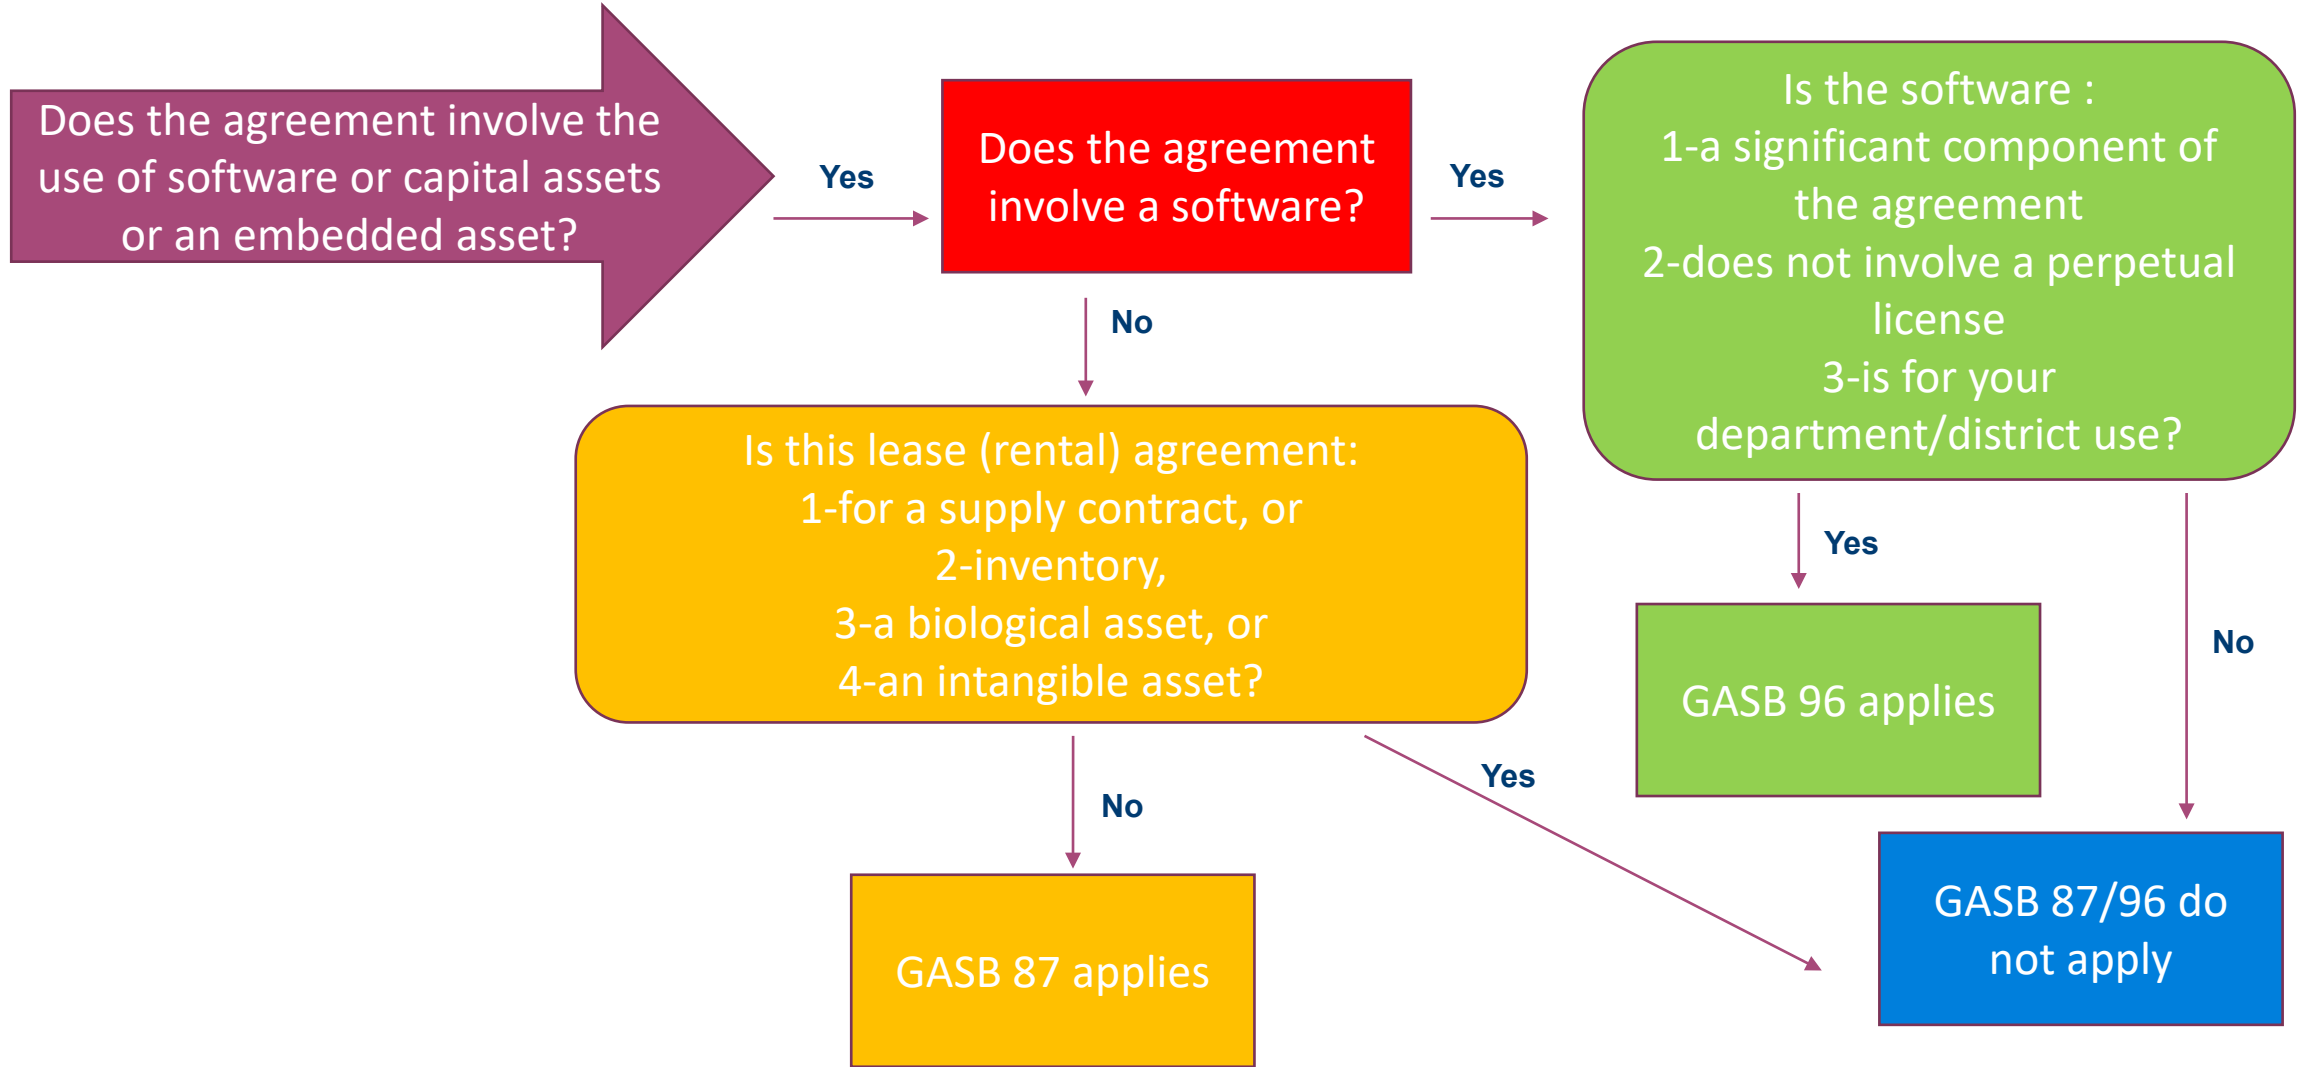 Does the agreement involve the
use of software or capital assets
or an embedded asset?
Yes
Does the agreement
involve a software?
Yes
Is the software :
1-a significant component of
the agreement
2-does not involve a perpetual
license
3-is for your
department/district use?
No
Is this lease (rental) agreement:
1-for a supply contract, or
2-inventory,
3-a biological asset, or
4-an intangible asset?
Yes
No
GASB 96 applies
Yes
No
GASB 87 applies
GASB 87/96 do
not apply